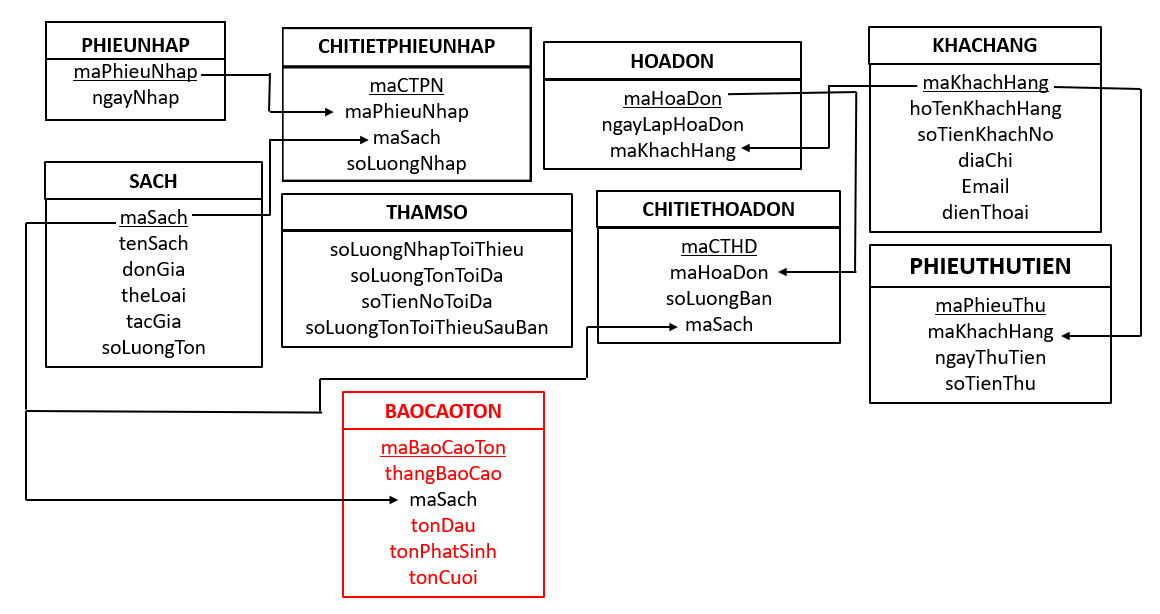 PHIEUNHAP
maPhieuNhap
ngayNhap
CHITIETPHIEUNHAP
maCTPN
maPhieuNhap
maSach
soLuongNhap
HOADON
maHoaDon
ngayLapHoaDon
maKhachHang
KHACHANG
maKhachHang
hoTenKhachHang
soTienKhachNo
diaChi
Email
dienThoai
SACH
maSach
tenSach
donGia
theLoai
tacGia
soLuongTon
THAMSO
soLuongNhapToiThieu
soLuongTonToiDa
soTienNoToiDa
soLuongTonToiThieuSauBan
CHITIETHOADON
maCTHD
maHoaDon
soLuongBan
maSach
PHIEUTHUTIEN
maPhieuThu
maKhachHang
ngayThuTien
soTienThu
BAOCAOTON
maBaoCaoTon
thangBaoCao
maSach
tonDau
tonPhatSinh
tonCuoi